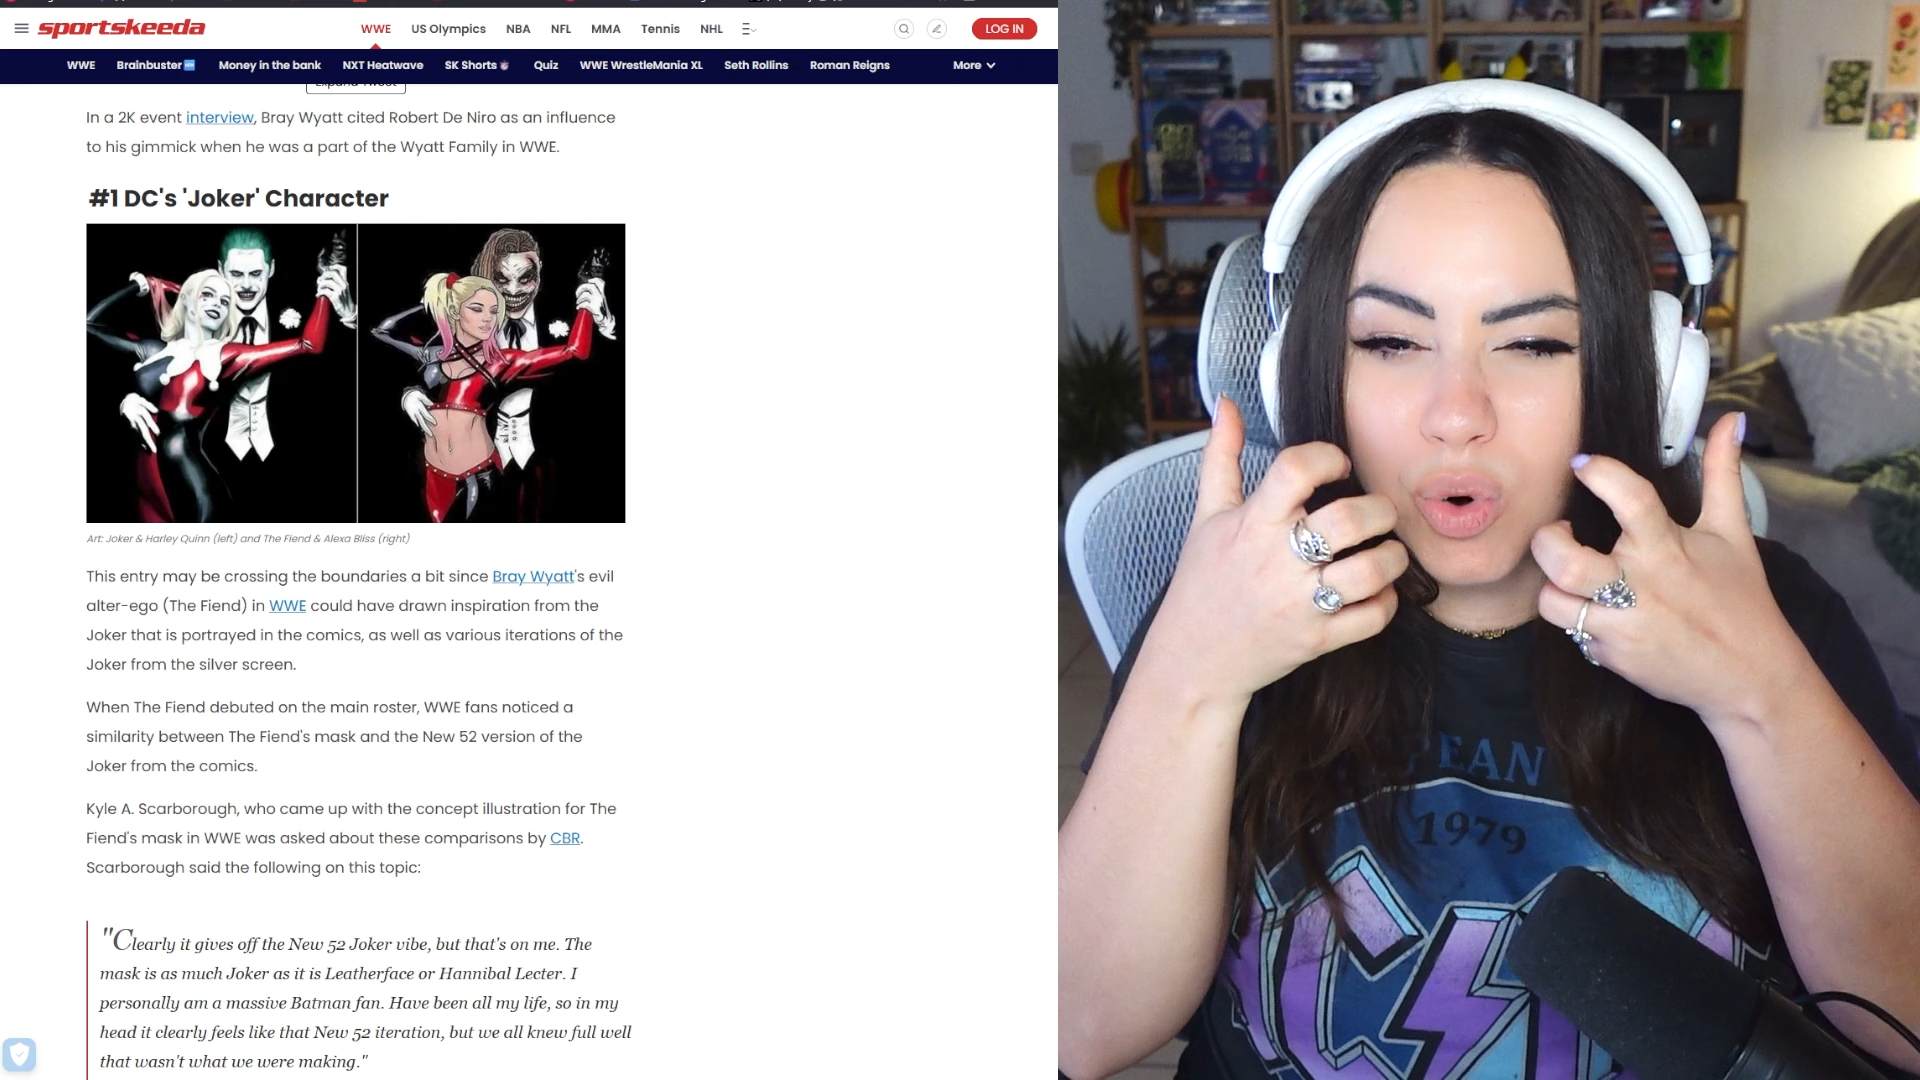 sportskeeda
WWE US Olympics NBA NFL MMA Tennis NHL
LOG IN
WWE Brainbuster Money in the bank NXT Heatwave SK Shorts Quiz WWE WrestleMania XL Seth Rollins Roman Reigns More
Expand Tweet
In a 2K event interview, Bray Wyatt cited Robert De Niro as an influence
to his gimmick when he was a part of the Wyatt Family in WWE.
#1 DC's 'Joker' Character
Art: Joker & Harley Quinn (left) and The Fiend & Alexa Bliss (right)
This entry may be crossing the boundaries a bit since Bray Wyatt's evil
alter-ego (The Fiend) in WWE could have drawn inspiration from the
Joker that is portrayed in the comics, as well as various iterations of the
Joker from the silver screen.
When The Fiend debuted on the main roster, WWE fans noticed a
similarity between The Fiend's mask and the New 52 version of the
Joker from the comics.
Kyle A. Scarborough, who came up with the concept illustration for The
Fiend's mask in WWE was asked about these comparisons by CBR.
Scarborough said the following on this topic:
"Clearly it gives off the New 52 Joker vibe, but that's on me. The
mask is as much Joker as it is Leatherface or Hannibal Lecter. I
personally am a massive Batman fan. Have been all my life, so in my
head it clearly feels like that New 52 iteration, but we all knew full well
that wasn't what we were making."
PEAN
1979